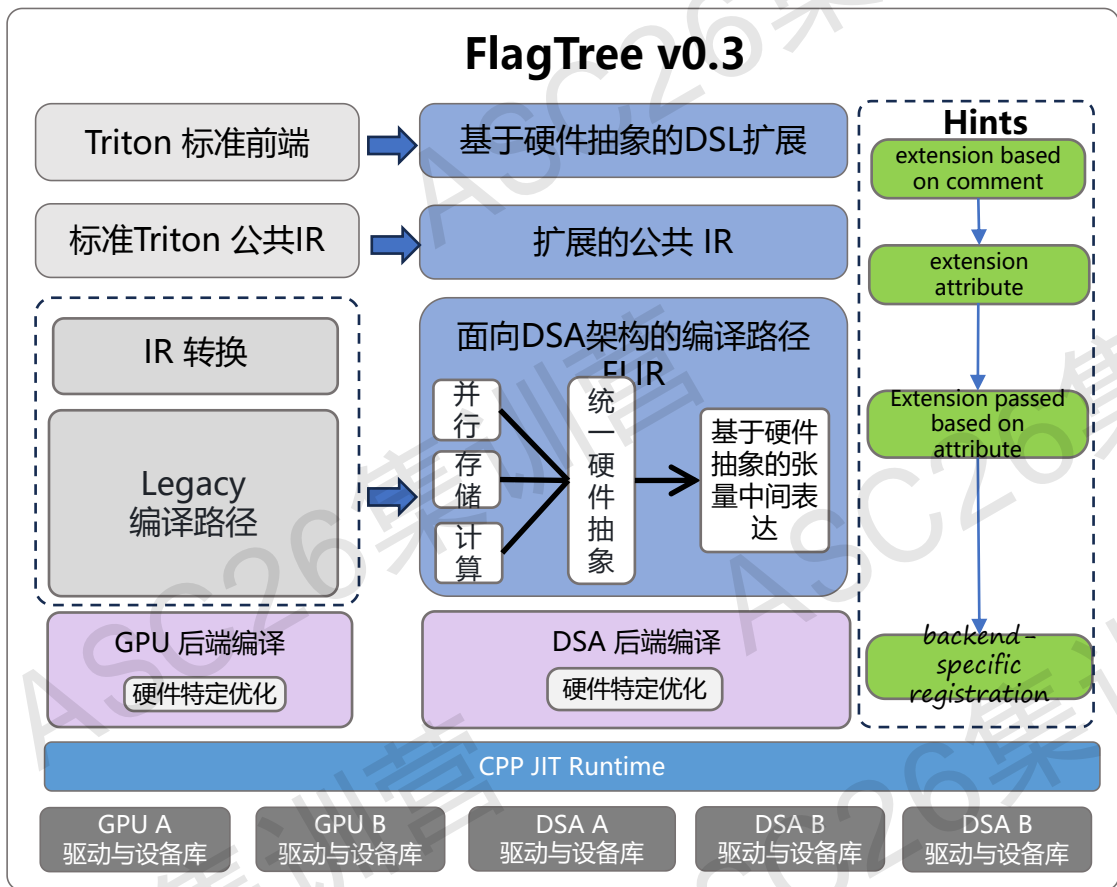 FlagTree v0.3
Triton 标准前端
基于硬件抽象的DSL扩展
标准Triton 公共IR
扩展的公共 IR
IR 转换
Legacy
编译路径
面向DSA架构的编译路径
FLIR
并
行
存
储
计
算
统
一
硬
件
抽
象
基于硬件
抽象的张
量中间表
达
GPU 后端编译
硬件特定优化
DSA 后端编译
硬件特定优化
Hints
extension based
on comment
extension
attribute
Extension passed
based on
attribute
backend-
specific
registration
CPP JIT Runtime
GPU A
驱动与设备库
GPU B
驱动与设备库
DSA A
驱动与设备库
DSA B
驱动与设备库
DSA B
驱动与设备库
ASC26集训营